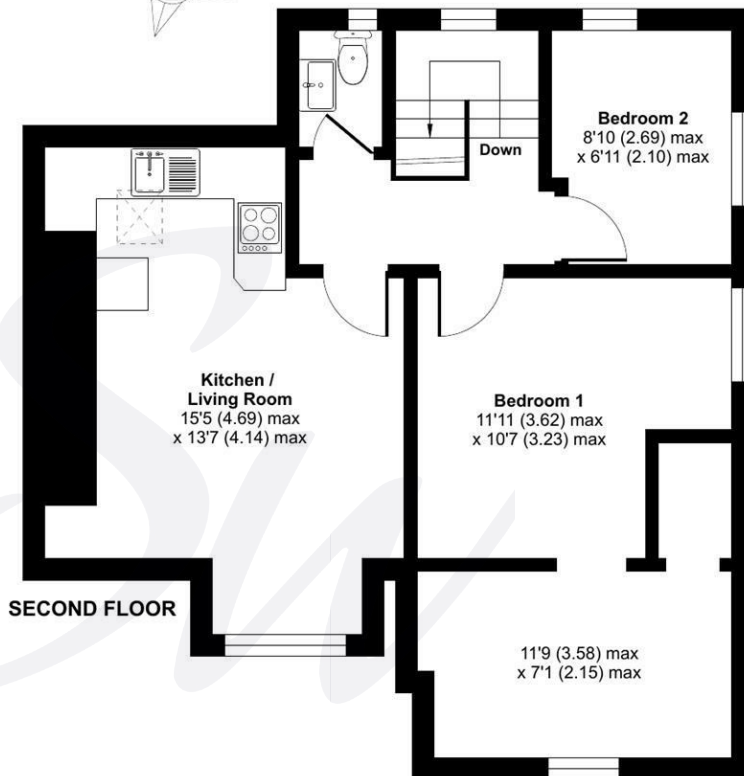 Bedroom 2
8'10 (2.69) max
x 6'11 (2.10) max
Down
Kitchen /
Living Room
15'5 (4.69) max
x 13'7 (4.14) max
Bedroom 1
11'11 (3.62) max
x 10'7 (3.23) max
SECOND FLOOR
11'9 (3.58) max
x 7'1 (2.15) max